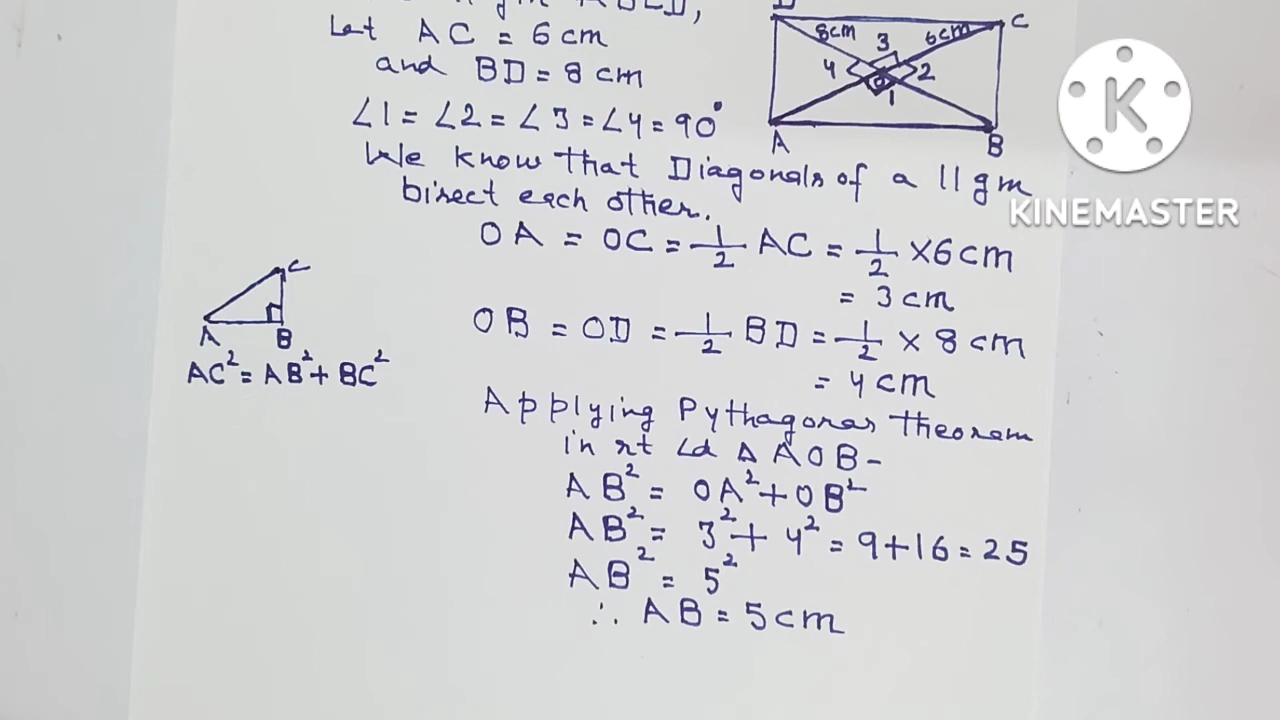 Let AC = 6 cm
and BD = 8 cm
∠1 = ∠2 = ∠3 = ∠4 = 90°
We know that Diagonals of a ||gm
bisect each other.
OA = OC = 1/2 AC = 1/2 × 6 cm
= 3 cm
OB = OD = 1/2 BD = 1/2 × 8 cm
= 4 cm
Applying Pythagoras theorem
in rt ∠d Δ AOB -
AB² = OA² + OB²
AB² = 3² + 4² = 9 + 16 = 25
AB² = 5²
∴ AB = 5 cm
C
8cm 3 6cm
4 O 2
1
A B
C
A B
AC² = AB² + BC²
K
KINEMASTER